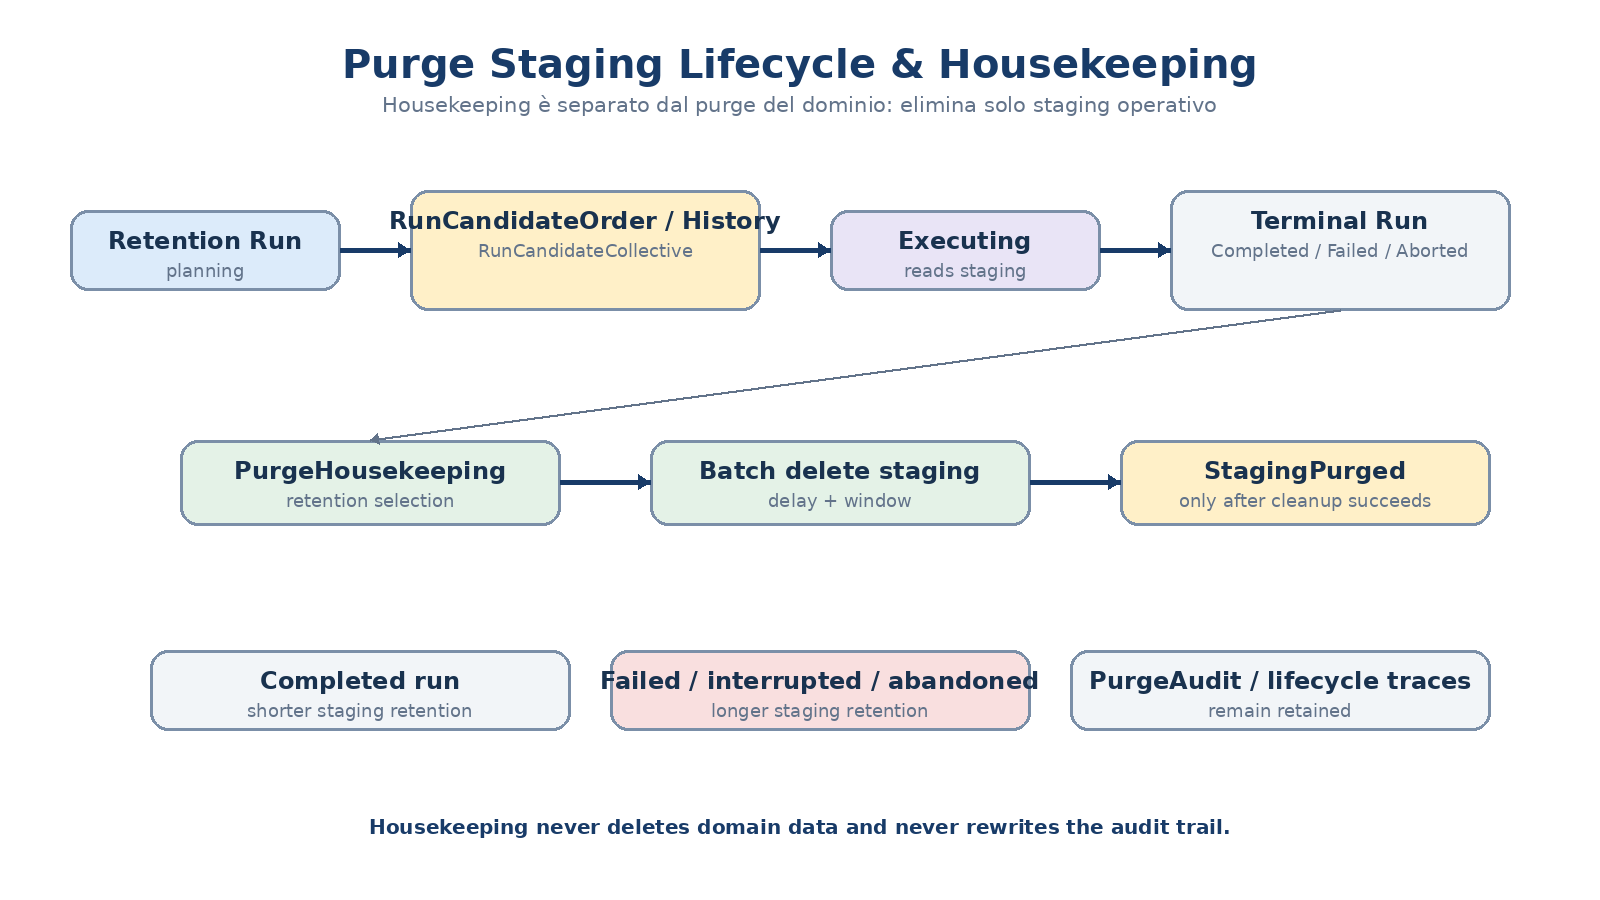 Purge Staging Lifecycle & Housekeeping
Housekeeping è separato dal purge del dominio: elimina solo staging operativo
Retention Run
planning
RunCandidateOrder / History
RunCandidateCollective
Executing
reads staging
Terminal Run
Completed / Failed / Aborted
PurgeHousekeeping
retention selection
Batch delete staging
delay + window
StagingPurged
only after cleanup succeeds
Completed run
shorter staging retention
Failed / interrupted / abandoned
longer staging retention
PurgeAudit / lifecycle traces
remain retained
Housekeeping never deletes domain data and never rewrites the audit trail.